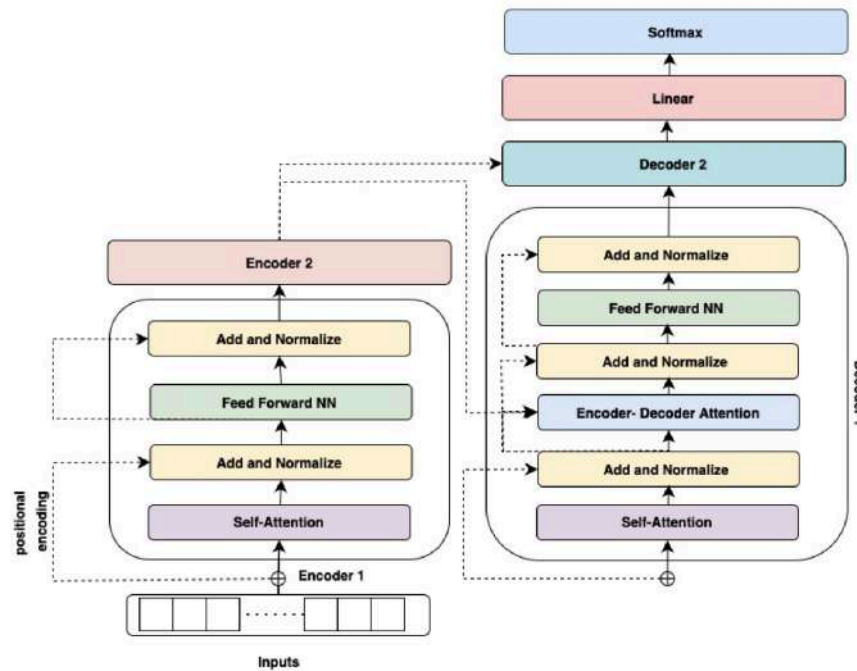 Softmax
Linear
Decoder 2
Encoder 2
Add and Normalize
Feed Forward NN
Add and Normalize
Encoder- Decoder Attention
Add and Normalize
Self-Attention
Add and Normalize
Feed Forward NN
Add and Normalize
Self-Attention
positional
encoding
Encoder 1
Inputs